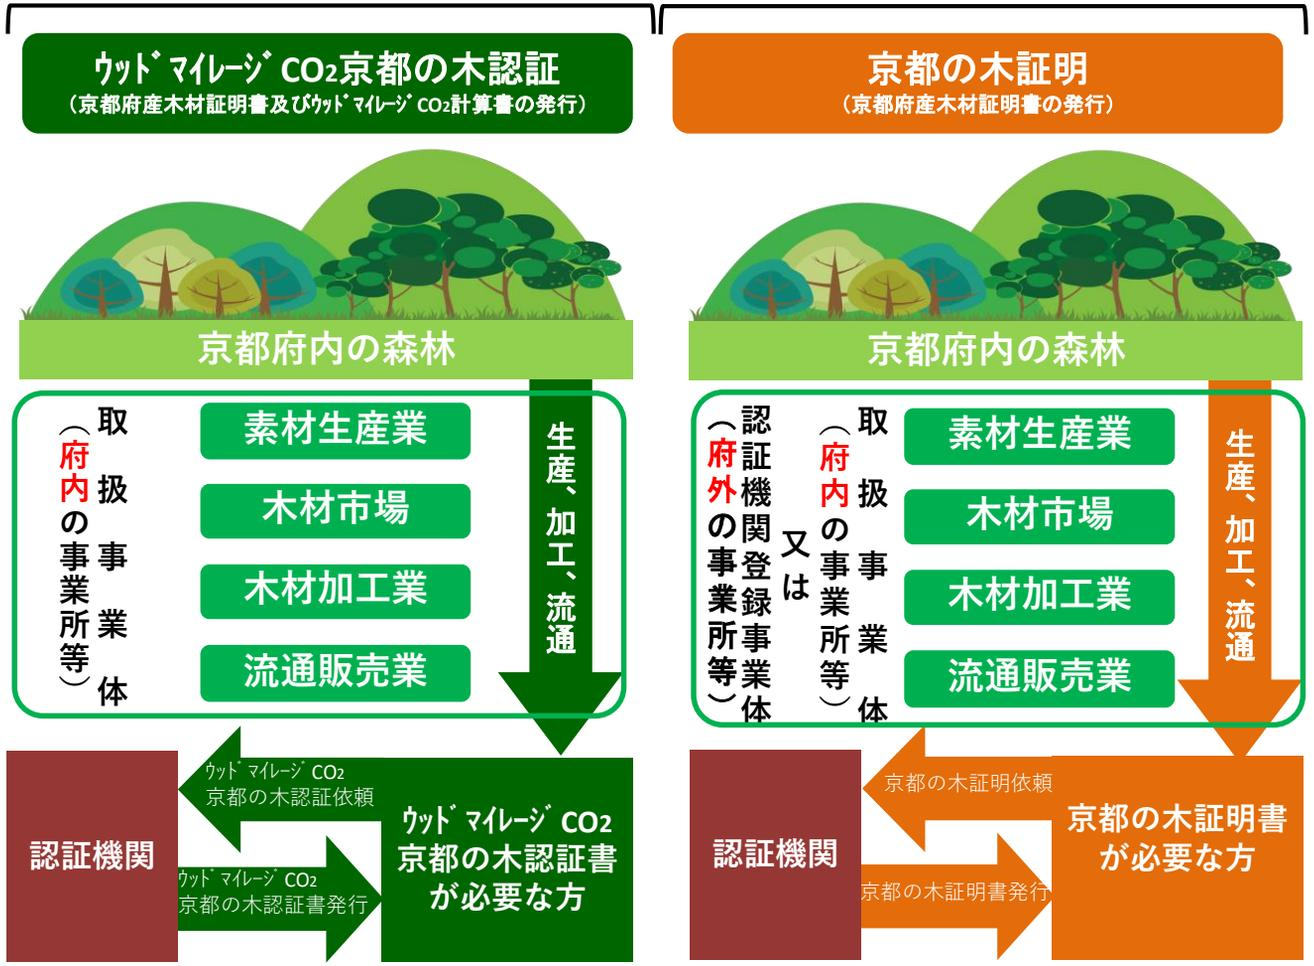 ｳｯﾄﾞﾏｲﾚｰｼﾞCO₂京都の木認証
（京都府産木材証明書及びｳｯﾄﾞﾏｲﾚｰｼﾞCO₂計算書の発行）
京都府内の森林
取扱事業体
（府内の事業所等）
素材生産業
木材市場
木材加工業
流通販売業
生産、加工、流通
認証機関
ｳｯﾄﾞﾏｲﾚｰｼﾞCO₂
京都の木認証依頼
ｳｯﾄﾞﾏｲﾚｰｼﾞCO₂
京都の木認証書発行
ｳｯﾄﾞﾏｲﾚｰｼﾞCO₂
京都の木認証書
が必要な方
京都の木証明
（京都府産木材証明書の発行）
京都府内の森林
取扱事業体
（府内の事業所等）
又は
認証機関登録事業体
（府外の事業所等）
素材生産業
木材市場
木材加工業
流通販売業
生産、加工、流通
認証機関
京都の木証明依頼
京都の木証明書発行
京都の木証明書
が必要な方